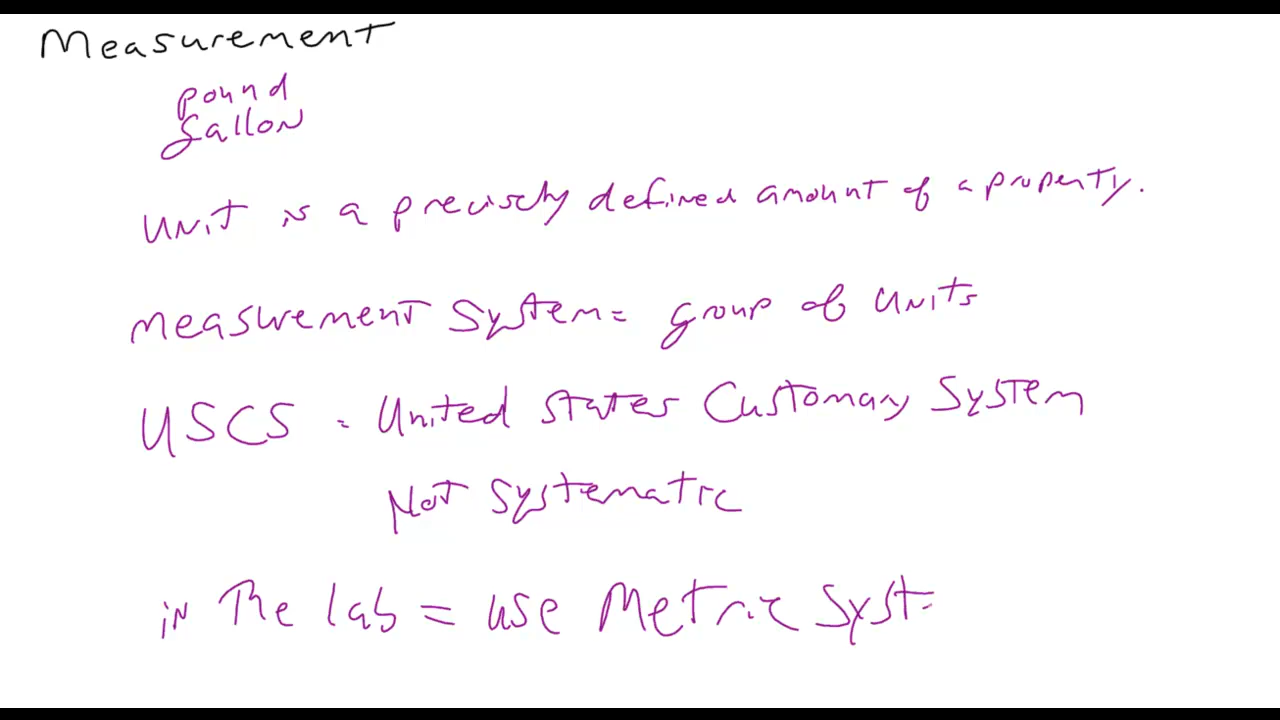 Measurement
pound
gallon
Unit is a precisely defined amount of a property.
measurement system = group of units
USCS = United States Customary System
Not systematic
in The lab = use Metric Syst